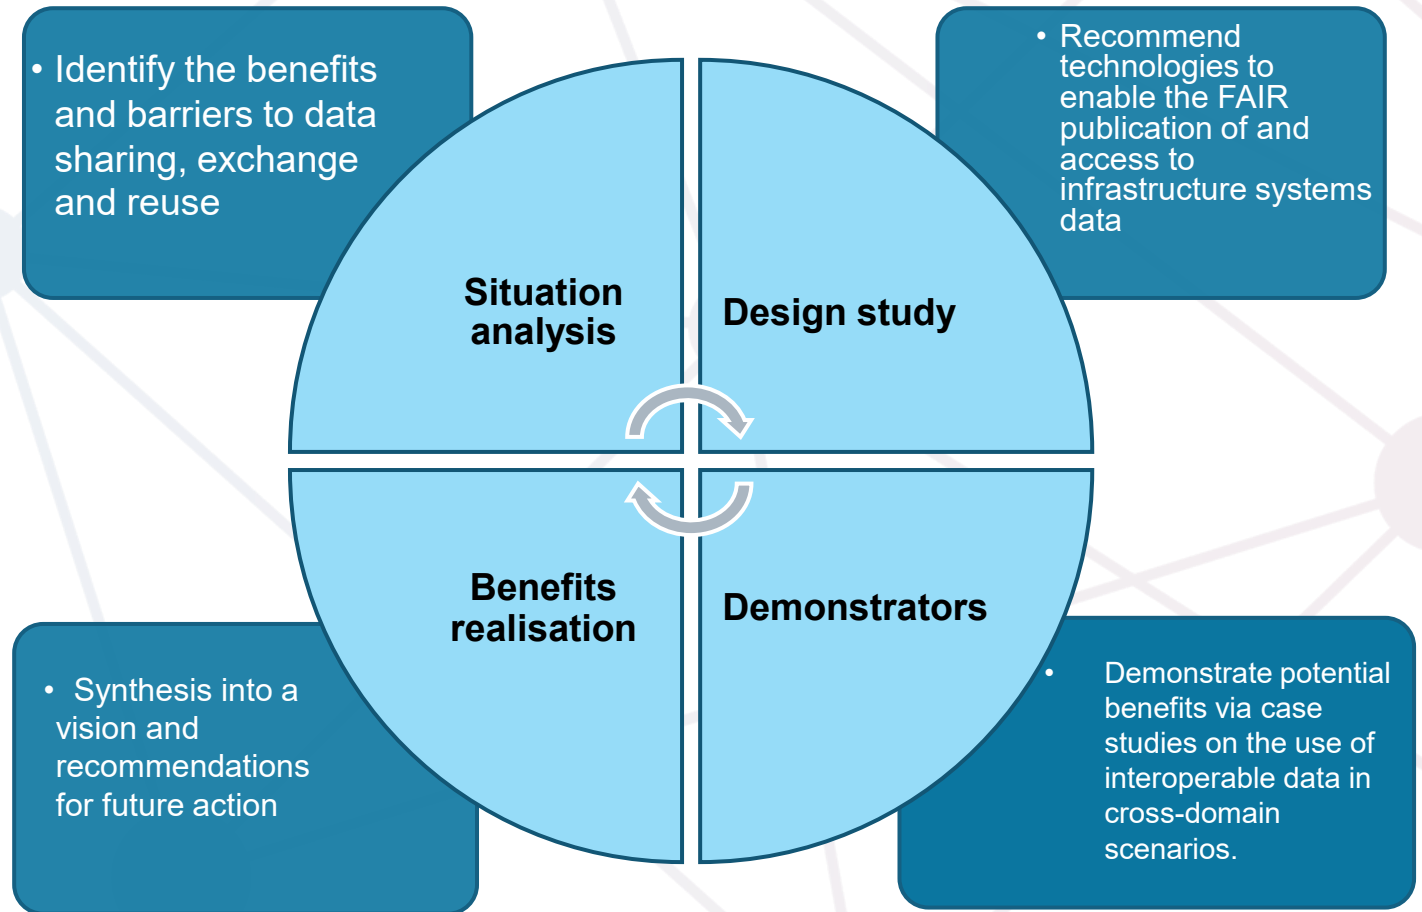 • Identify the benefits
and barriers to data
sharing, exchange
and reuse
• Recommend
technologies to
enable the FAIR
publication of and
access to
infrastructure systems
data
Situation
analysis
Design study
Benefits
realisation
Demonstrators
• Synthesis into a
vision and
recommendations
for future action
• Demonstrate potential
benefits via case
studies on the use of
interoperable data in
cross-domain
scenarios.